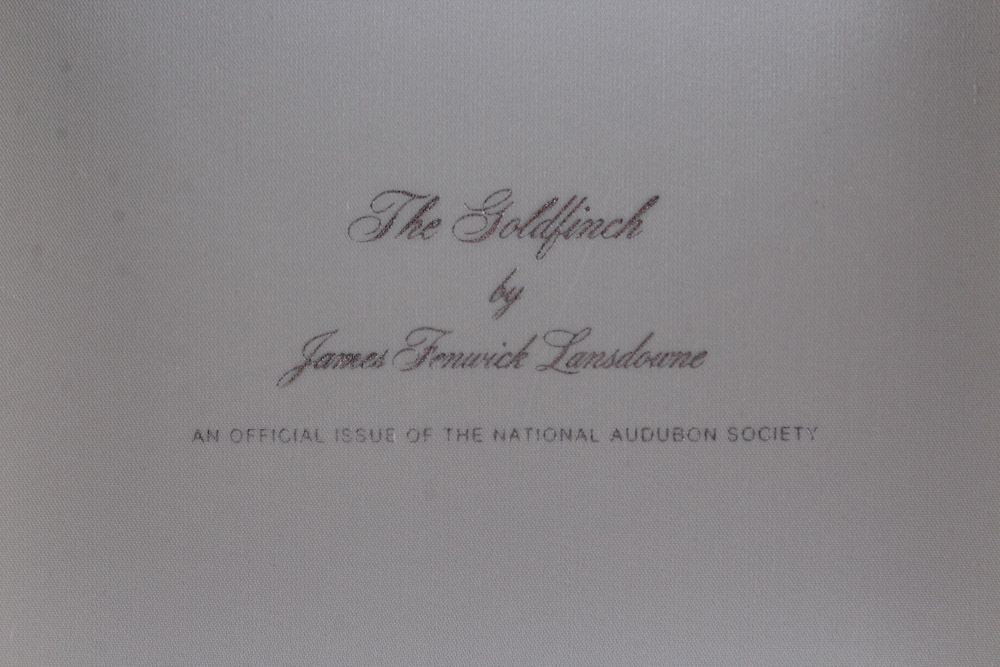 The Goldfinch
by
James Fenwick Lansdowne
AN OFFICIAL ISSUE OF THE NATIONAL AUDUBON SOCIETY